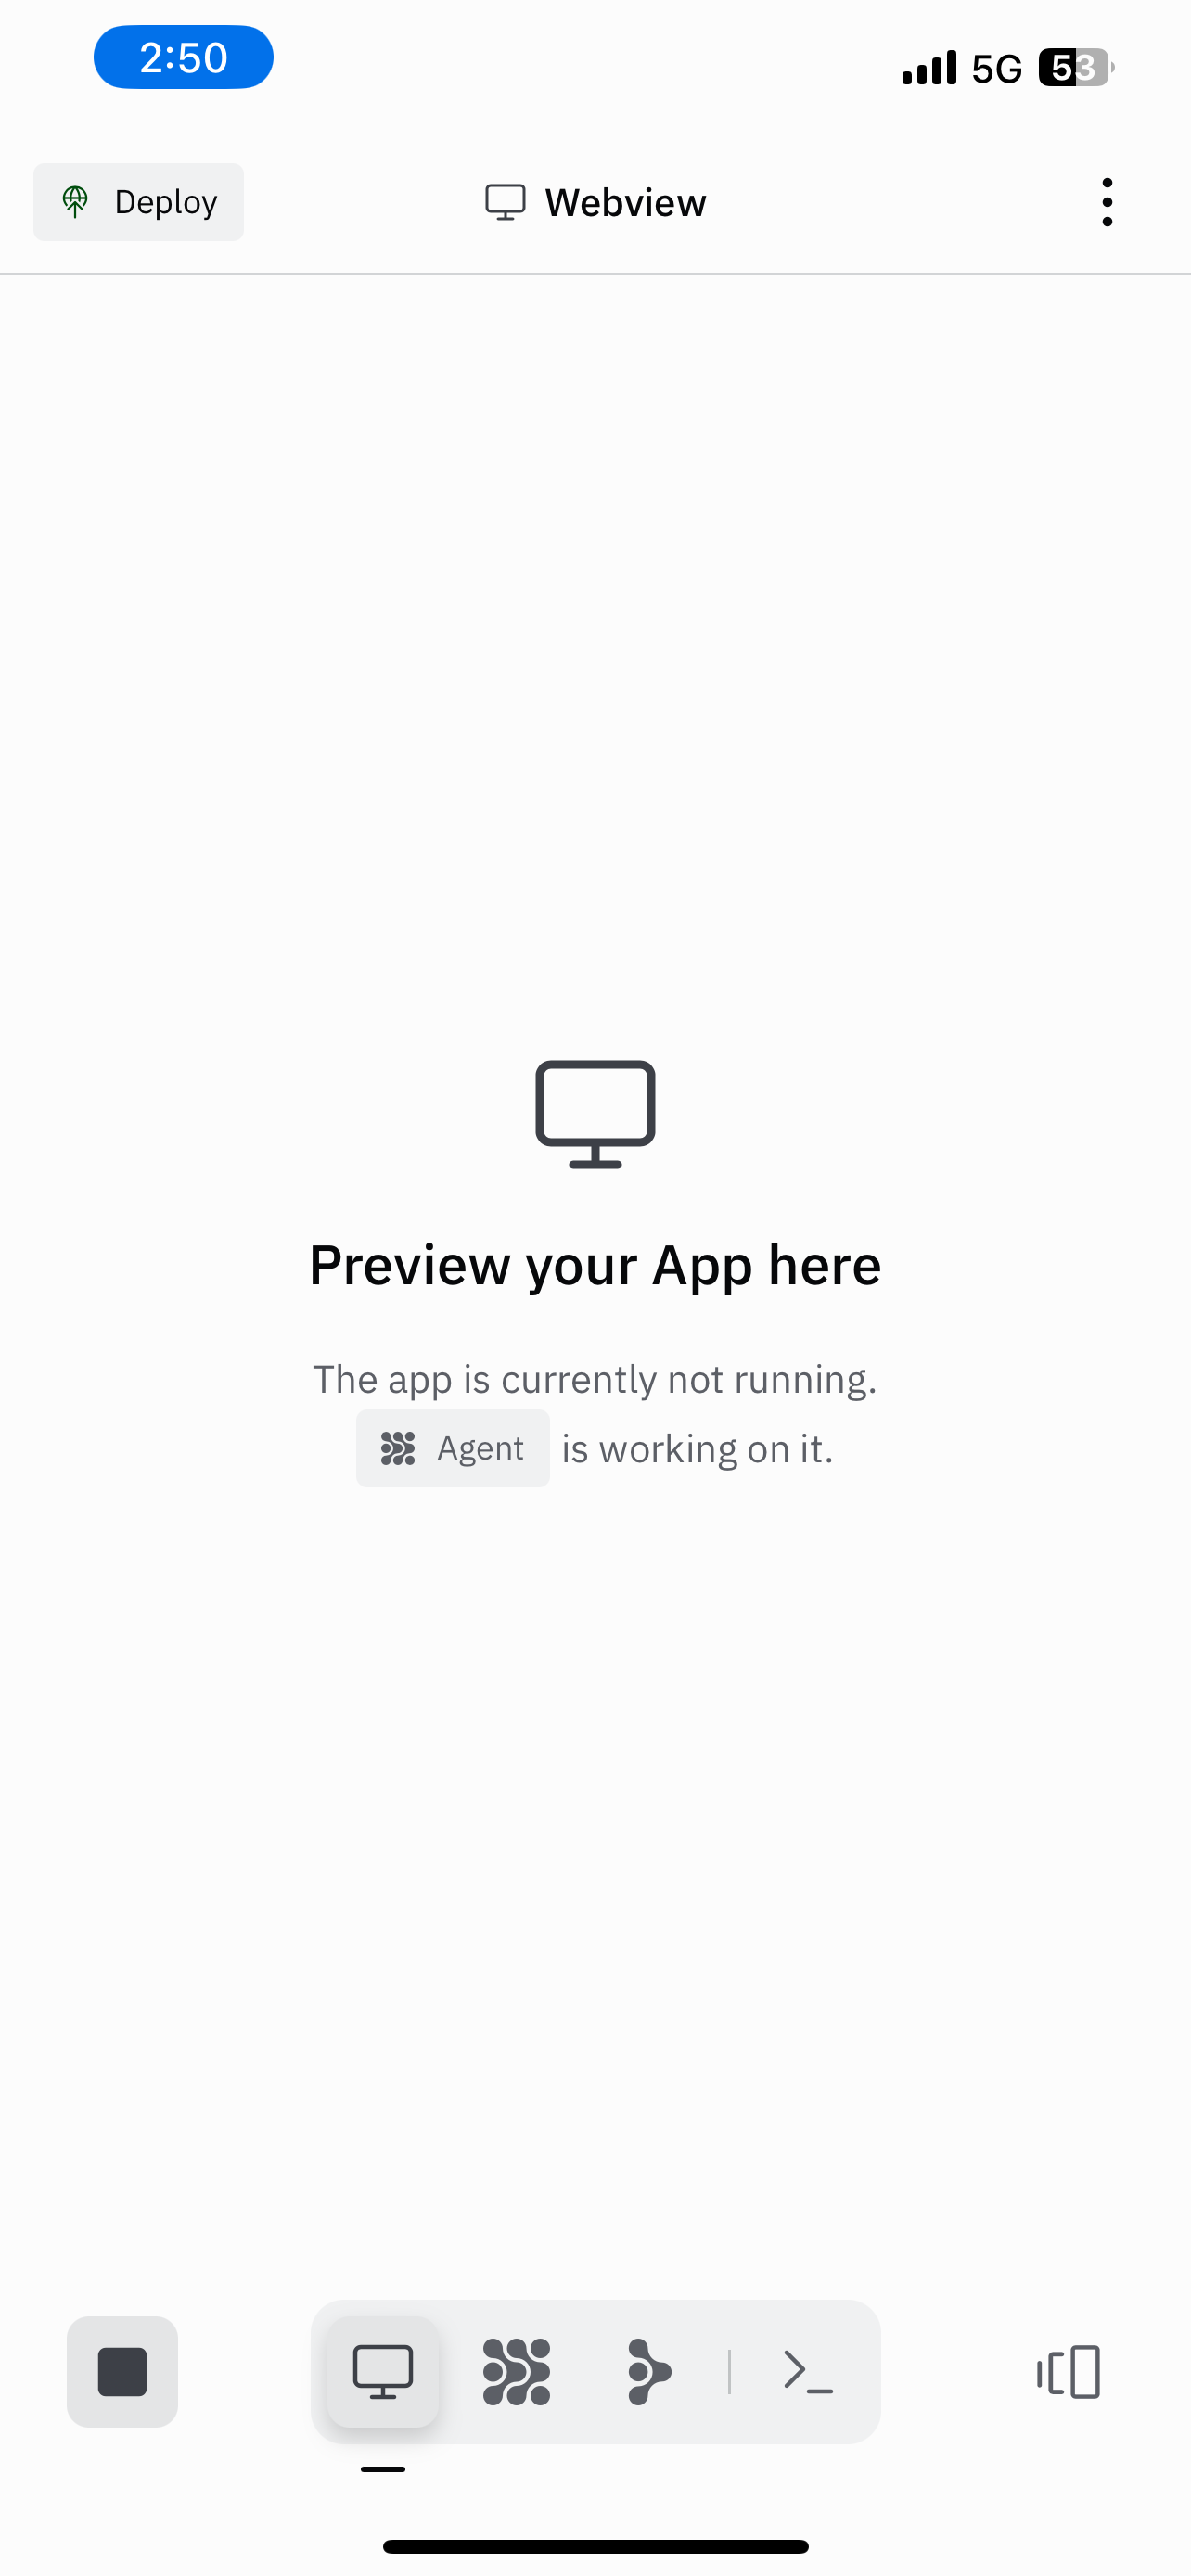 2:50
5G
53
Deploy
Webview
Preview your App here
The app is currently not running.
Agent is working on it.